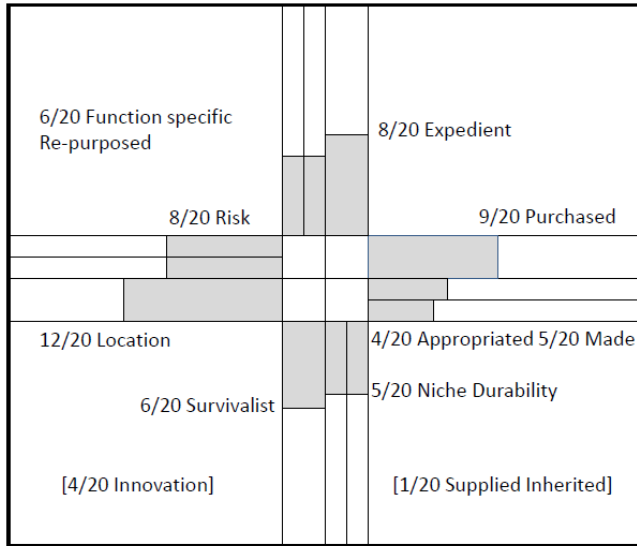 6/20 Function specific
Re-purposed
8/20 Expedient
8/20 Risk
9/20 Purchased
12/20 Location
4/20 Appropriated 5/20 Made
6/20 Survivalist
5/20 Niche Durability
[4/20 Innovation]
[1/20 Supplied Inherited]